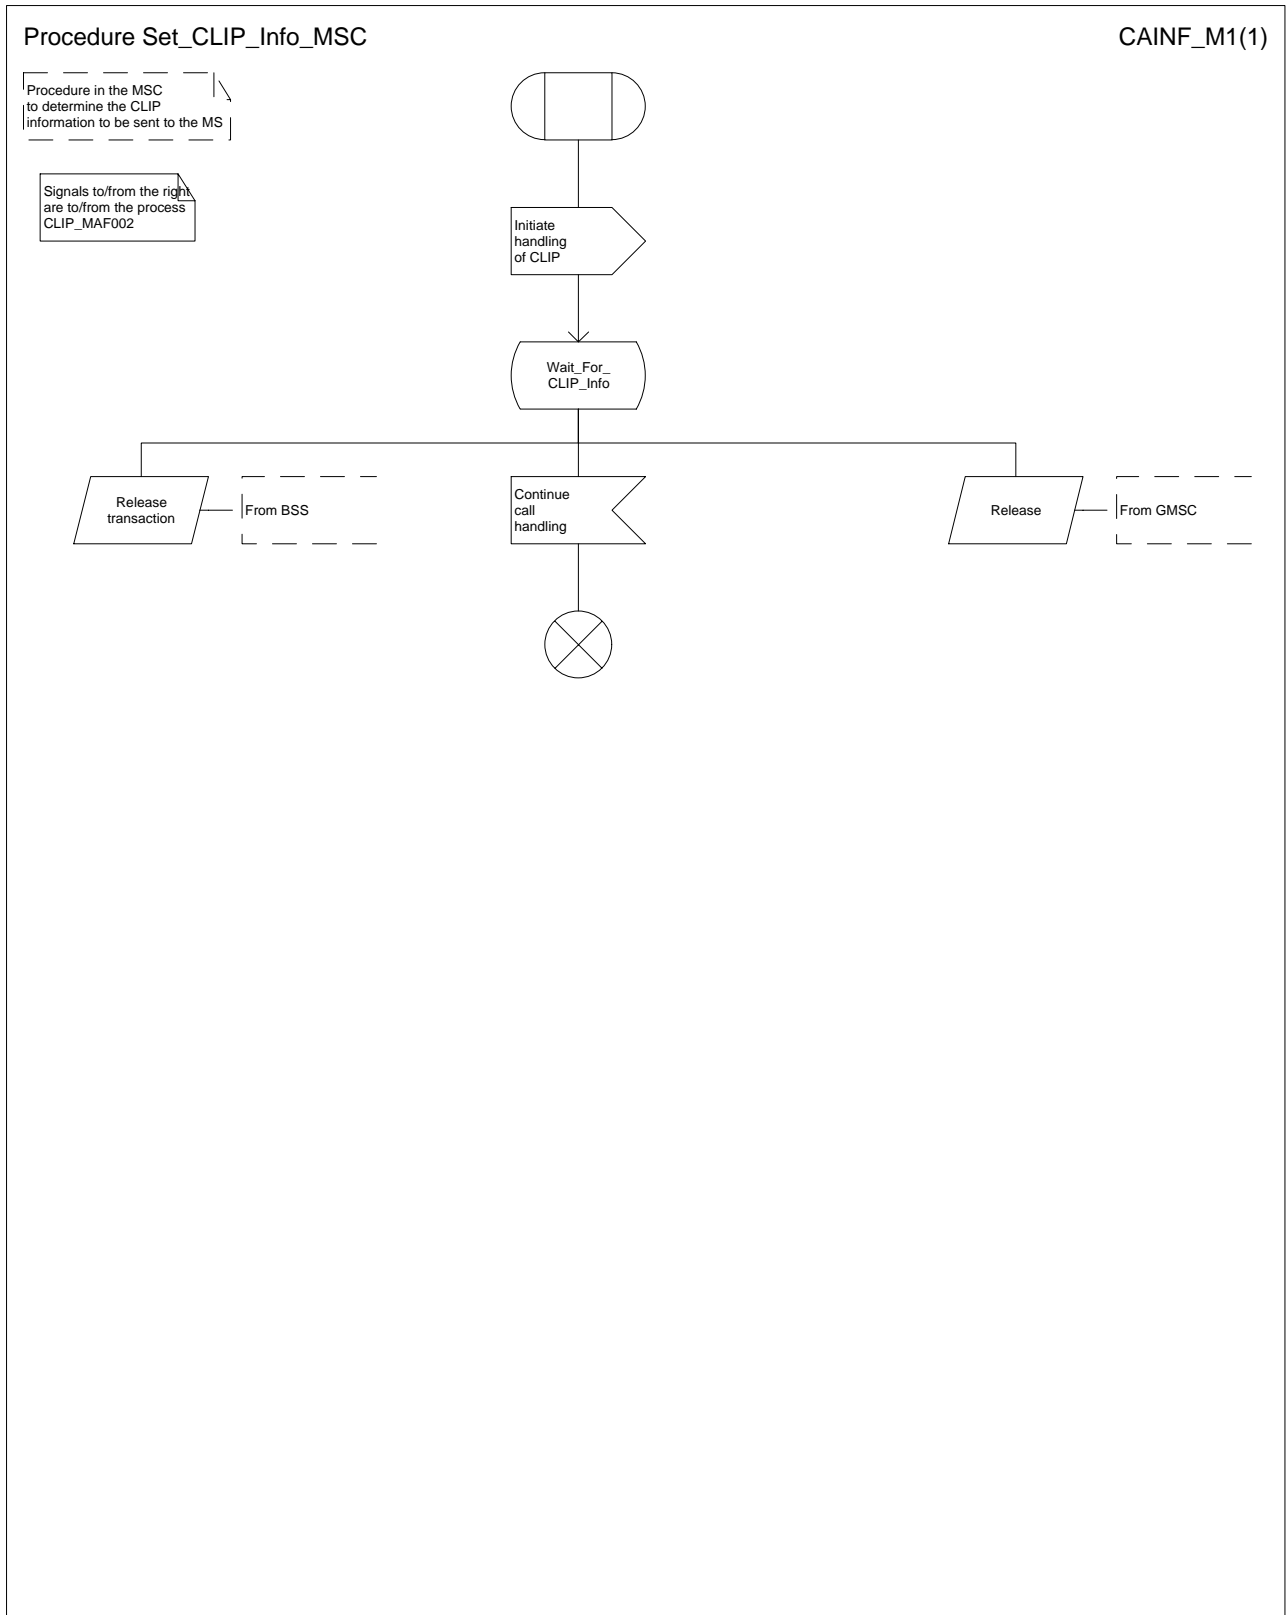 Procedure Set_CLIP_Info_MSC
CAINF_M1(1)
Procedure in the MSC
to determine the CLIP
information to be sent to the MS
Signals to/from the right
are to/from the process
CLIP_MAF002
Initiate
handling
of CLIP
Wait_For_
CLIP_Info
Release
transaction
From BSS
Continue
call
handling
Release
From GMSC